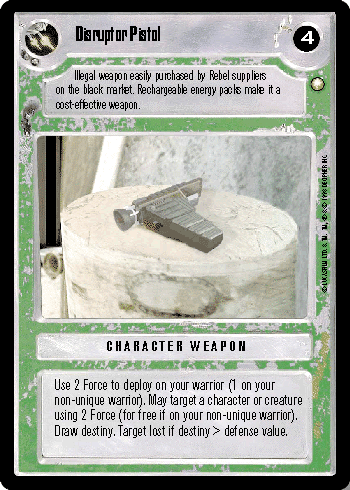 Disruptor Pistol
4
Illegal weapon easily purchased by Rebel suppliers
on the black market. Rechargeable energy packs make it a
cost-effective weapon.
CHARACTER WEAPON
Use 2 Force to deploy on your warrior (1 on your
non-unique warrior). May target a character or creature
using 2 Force (for free if on your non-unique warrior).
Draw destiny. Target lost if destiny > defense value.